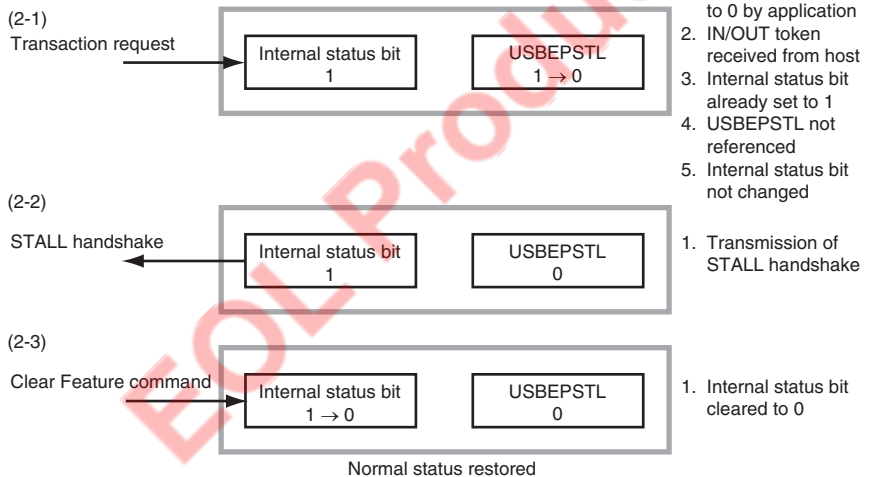 (2-1)
Transaction request
Internal status bit
1
USBEPSTL
1 → 0
to 0 by application
2. IN/OUT token
received from host
3. Internal status bit
already set to 1
4. USBEPSTL not
referenced
5. Internal status bit
not changed
(2-2)
STALL handshake
Internal status bit
1
USBEPSTL
0
1. Transmission of
STALL handshake
(2-3)
Clear Feature command
Internal status bit
1 → 0
USBEPSTL
0
1. Internal status bit
cleared to 0
Normal status restored
EOL Product